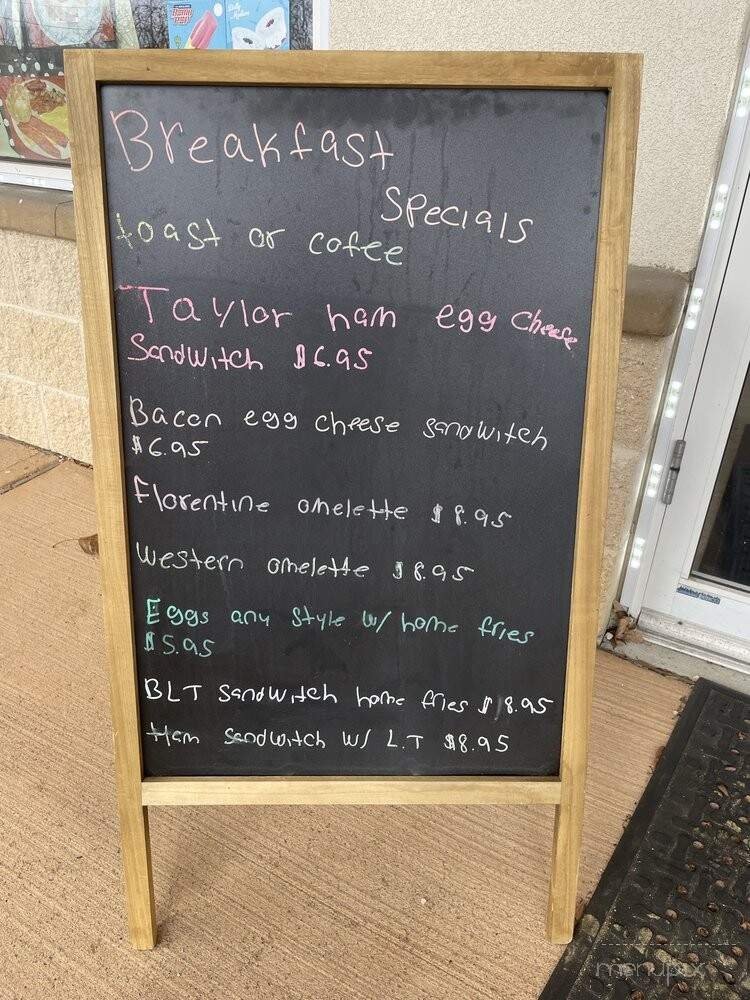 Breakfast
Specials
toast or cofee
Taylor ham egg cheese
Sandwitch $6.95
Bacon egg cheese sandwitch
$6.95
Florentine omelette $8.95
Western omelette $8.95
Eggs any style w/ home fries
$5.95
BLT Sandwitch home fries $8.95
Ham sandwitch w/ L.T $8.95
menupix